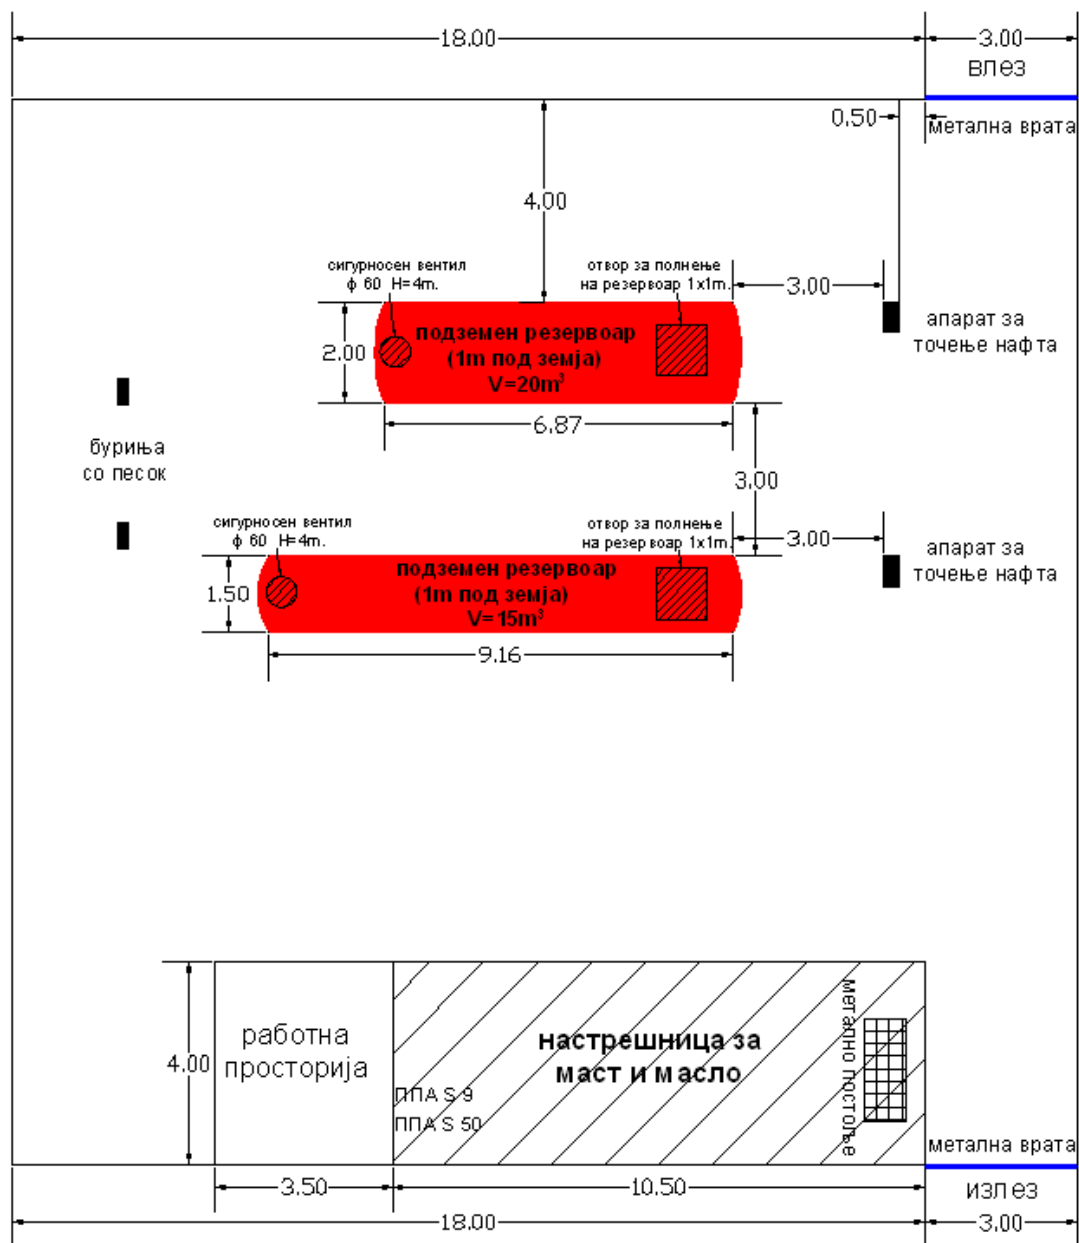 18.00
3.00
влез
0.50
метална врата
4.00
сигурносен вентил
ф 60 H=4m.
отвор за полнење
на резервоар 1x1m.
3.00
2.00
подземен резервоар
(1m под земја)
V=20m³
апарат за
точење нафта
6.87
буриња
со песок
3.00
сигурносен вентил
ф 60 H=4m.
отвор за полнење
на резервоар 1x1m.
3.00
1.50
подземен резервоар
(1m под земја)
V=15m³
апарат за
точење нафта
9.16
4.00
работна
просторија
ППА S 9
ППА S 50
настрешница за
маст и масло
метално постоље
метална врата
3.50
10.50
излез
18.00
3.00